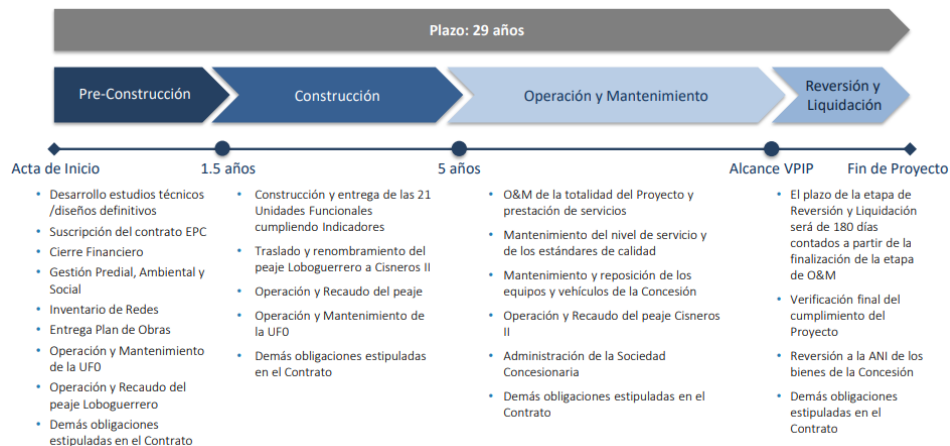 Plazo: 29 años
Pre-Construcción
Construcción
Operación y Mantenimiento
Reversión y
Liquidación
Acta de Inicio
1.5 años
5 años
Alcance VPIP
Fin de Proyecto
• Desarrollo estudios técnicos
/diseños definitivos
• Suscripción del contrato EPC
• Cierre Financiero
• Gestión Predial, Ambiental y
Social
• Inventario de Redes
• Entrega Plan de Obras
• Operación y Mantenimiento
de la UF0
• Operación y Recaudo del
peaje Loboguerrero
• Demás obligaciones
estipuladas en el Contrato
• Construcción y entrega de las 21
Unidades Funcionales
cumpliendo Indicadores
• Traslado y renombramiento del
peaje Loboguerrero a Cisneros II
• Operación y Recaudo del peaje
• Operación y Mantenimiento de
la UF0
• Demás obligaciones estipuladas
en el Contrato
• O&M de la totalidad del Proyecto y
prestación de servicios
• Mantenimiento del nivel de servicio y
de los estándares de calidad
• Mantenimiento y reposición de los
equipos y vehículos de la Concesión
• Operación y Recaudo del peaje Cisneros
II
• Administración de la Sociedad
Concesionaria
• Demás obligaciones estipuladas en el
Contrato
• El plazo de la etapa de
Reversión y Liquidación
será de 180 días
contados a partir de la
finalización de la etapa
de O&M
• Verificación final del
cumplimiento del
Proyecto
• Reversión a la ANI de los
bienes de la Concesión
• Demás obligaciones
estipuladas en el
Contrato